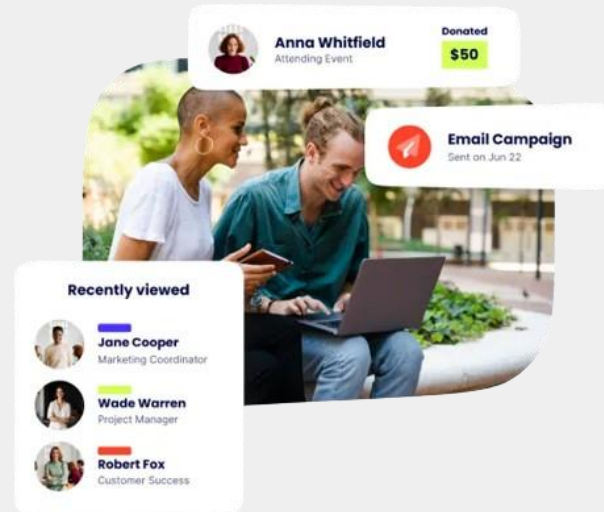 Anna Whitfield
Attending Event
Donated
$50
Email Campaign
Sent on Jun 22
Recently viewed
Jane Cooper
Marketing Coordinator
Wade Warren
Project Manager
Robert Fox
Customer Success